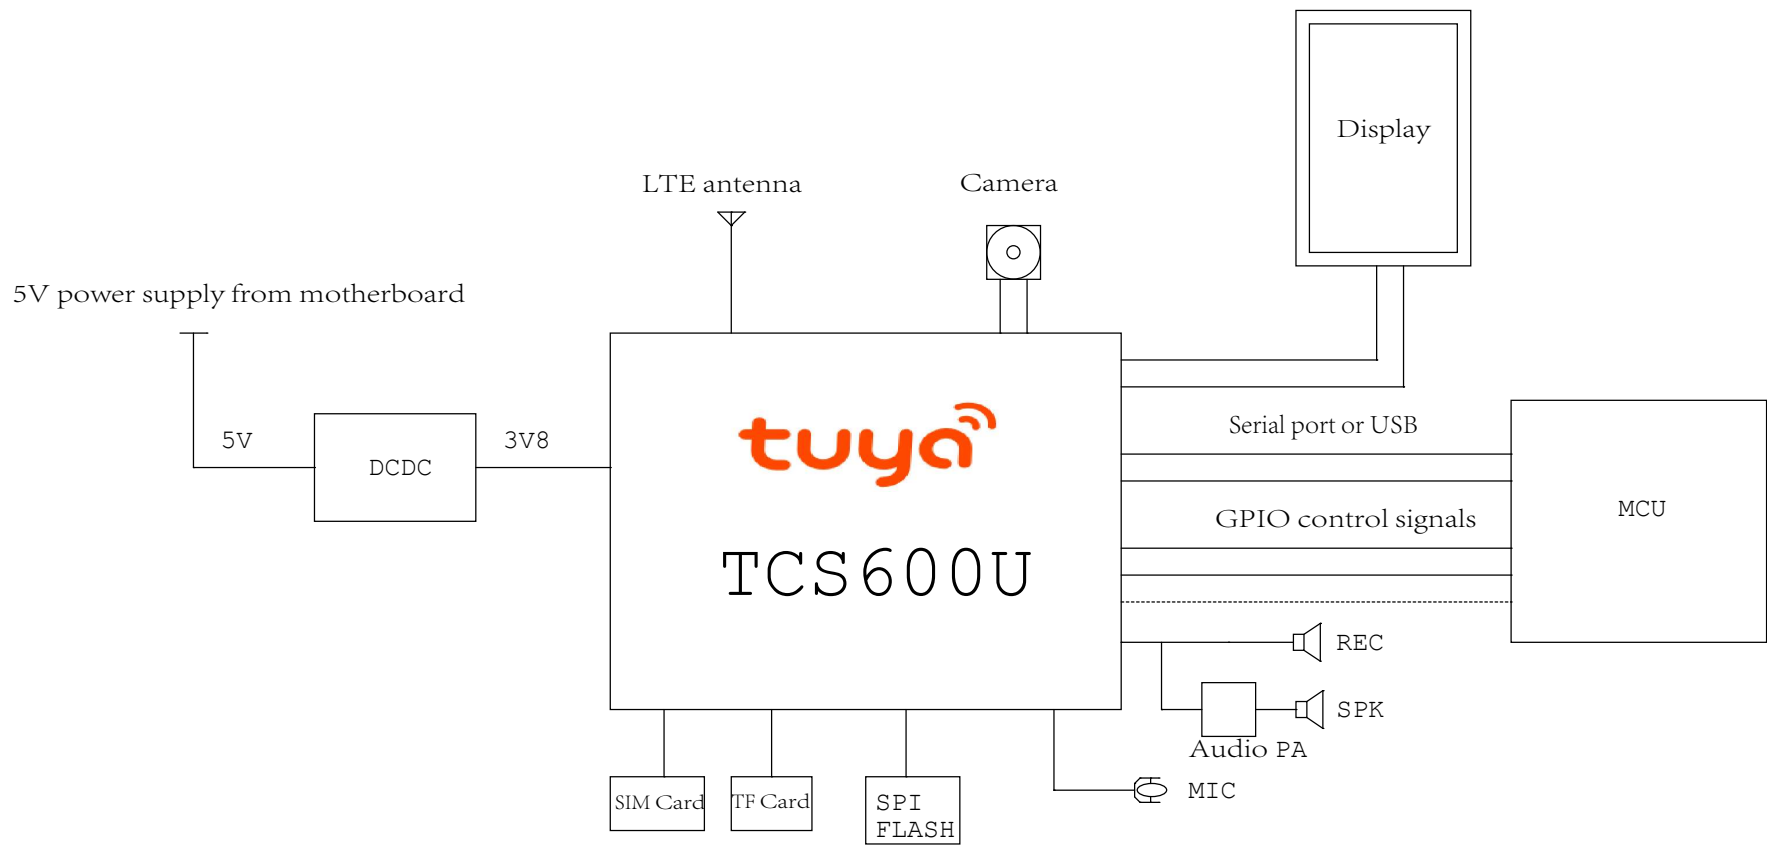 Display
LTE antenna
Camera
5V power supply from motherboard
Serial port or USB
5V
3V8
DCDC
tuya
MCU
GPIO control signals
TCS600U
REC
SPK
Audio PA
MIC
SIM Card
TF Card
SPI
FLASH